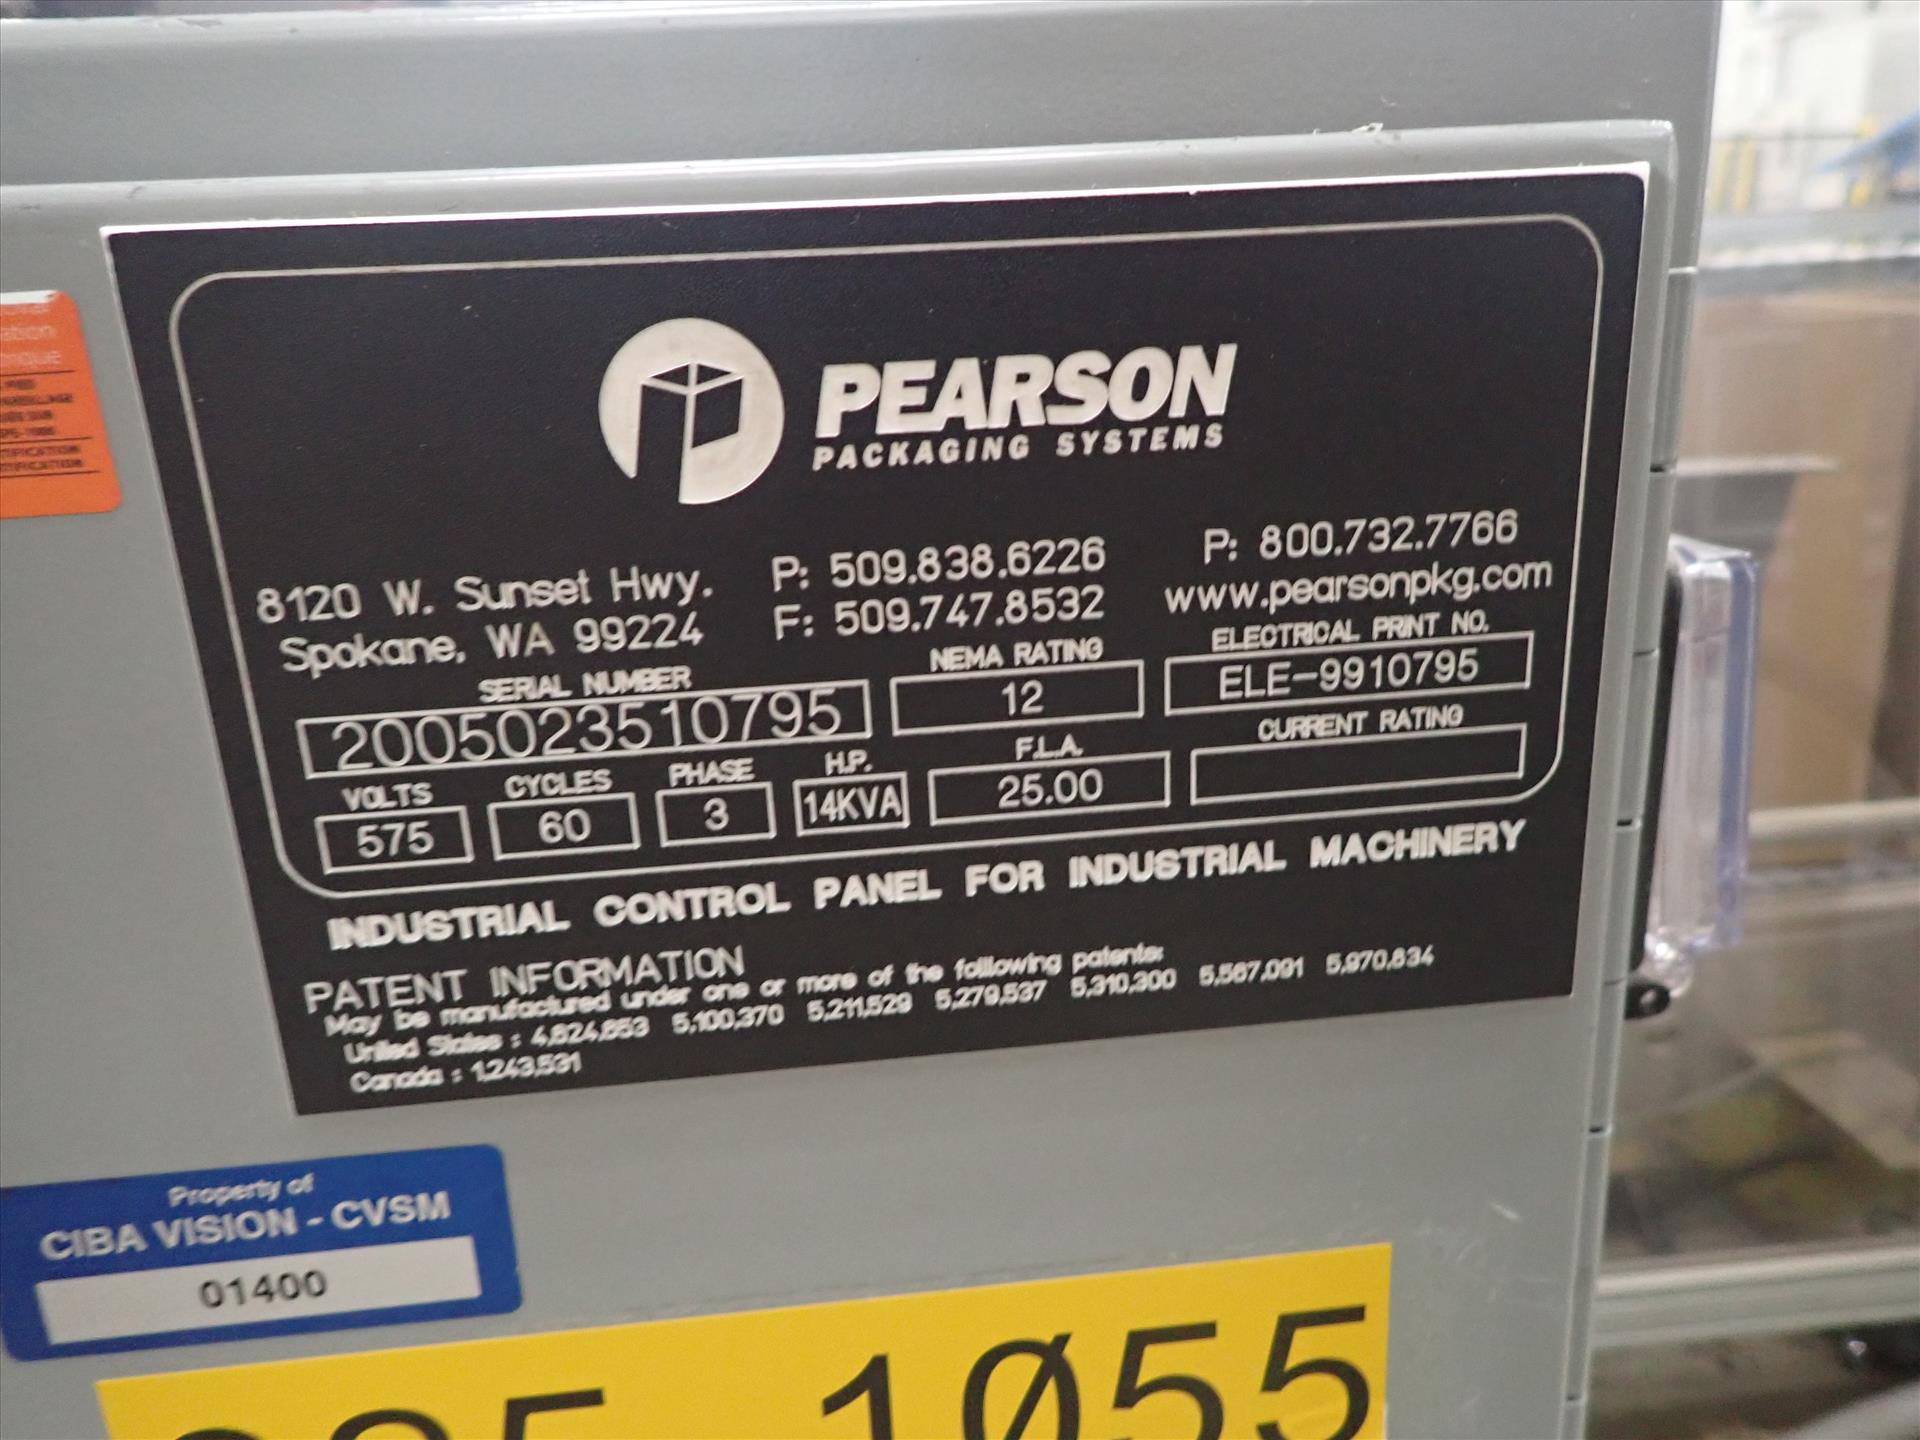 PEARSON
PACKAGING SYSTEMS
8120 W. Sunset Hwy.
Spokane, WA 99224
P: 509.838.6226
F: 509.747.8532
P: 800.732.7766
www.pearsonpkg.com
SERIAL NUMBER
2005023510795
NEMA RATING
12
ELECTRICAL PRINT NO.
ELE-9910795
VOLTS
575
CYCLES
60
PHASE
3
H.P.
14KVA
F.L.A.
25.00
CURRENT RATING
INDUSTRIAL CONTROL PANEL FOR INDUSTRIAL MACHINERY
PATENT INFORMATION
May be manufactured under one or more of the following patents:
United States : 4,824,853 5,100,370 5,211,529 5,279,537 5,310,300 5,567,091 5,970,634
Canada : 1,243,531
Property of
CIBA VISION - CVSM
01400
1Ø55